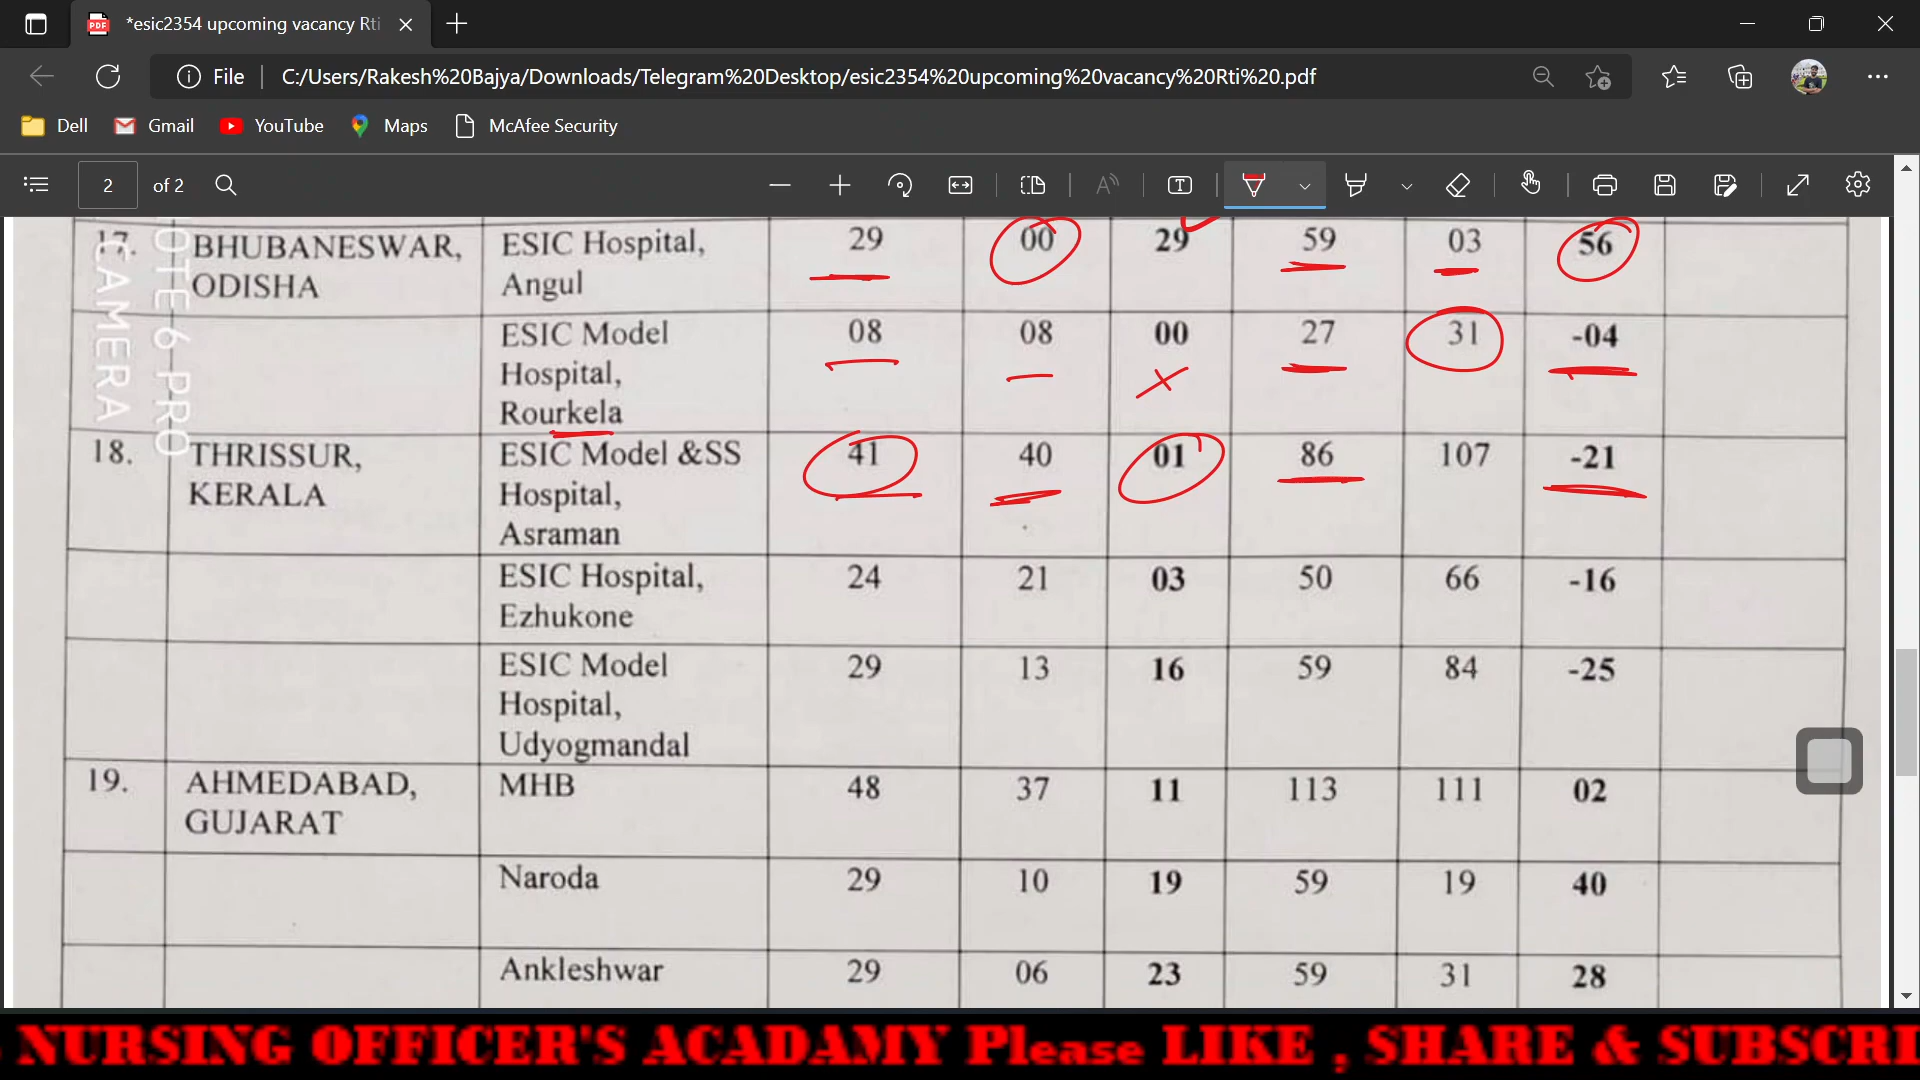 *esic2354 upcoming vacancy Rti
File
C:/Users/Rakesh%20Bajya/Downloads/Telegram%20Desktop/esic2354%20upcoming%20vacancy%20Rti%20.pdf
Dell Gmail YouTube Maps McAfee Security
2 of 2
17. BHUBANESWAR, ESIC Hospital, 29 00 29 59 03 56
ODISHA Angul
ESIC Model 08 08 00 27 31 -04
Hospital,
Rourkela
18. THRISSUR, ESIC Model &SS 41 40 01 86 107 -21
KERALA Hospital,
Asraman
ESIC Hospital, 24 21 03 50 66 -16
Ezhukone
ESIC Model 29 13 16 59 84 -25
Hospital,
Udyogmandal
19. AHMEDABAD, MHB 48 37 11 113 111 02
GUJARAT
Naroda 29 10 19 59 19 40
Ankleshwar 29 06 23 59 31 28
OTE 6 PRO
CAMERA
NURSING OFFICER'S ACADAMY Please LIKE , SHARE & SUBSCRI